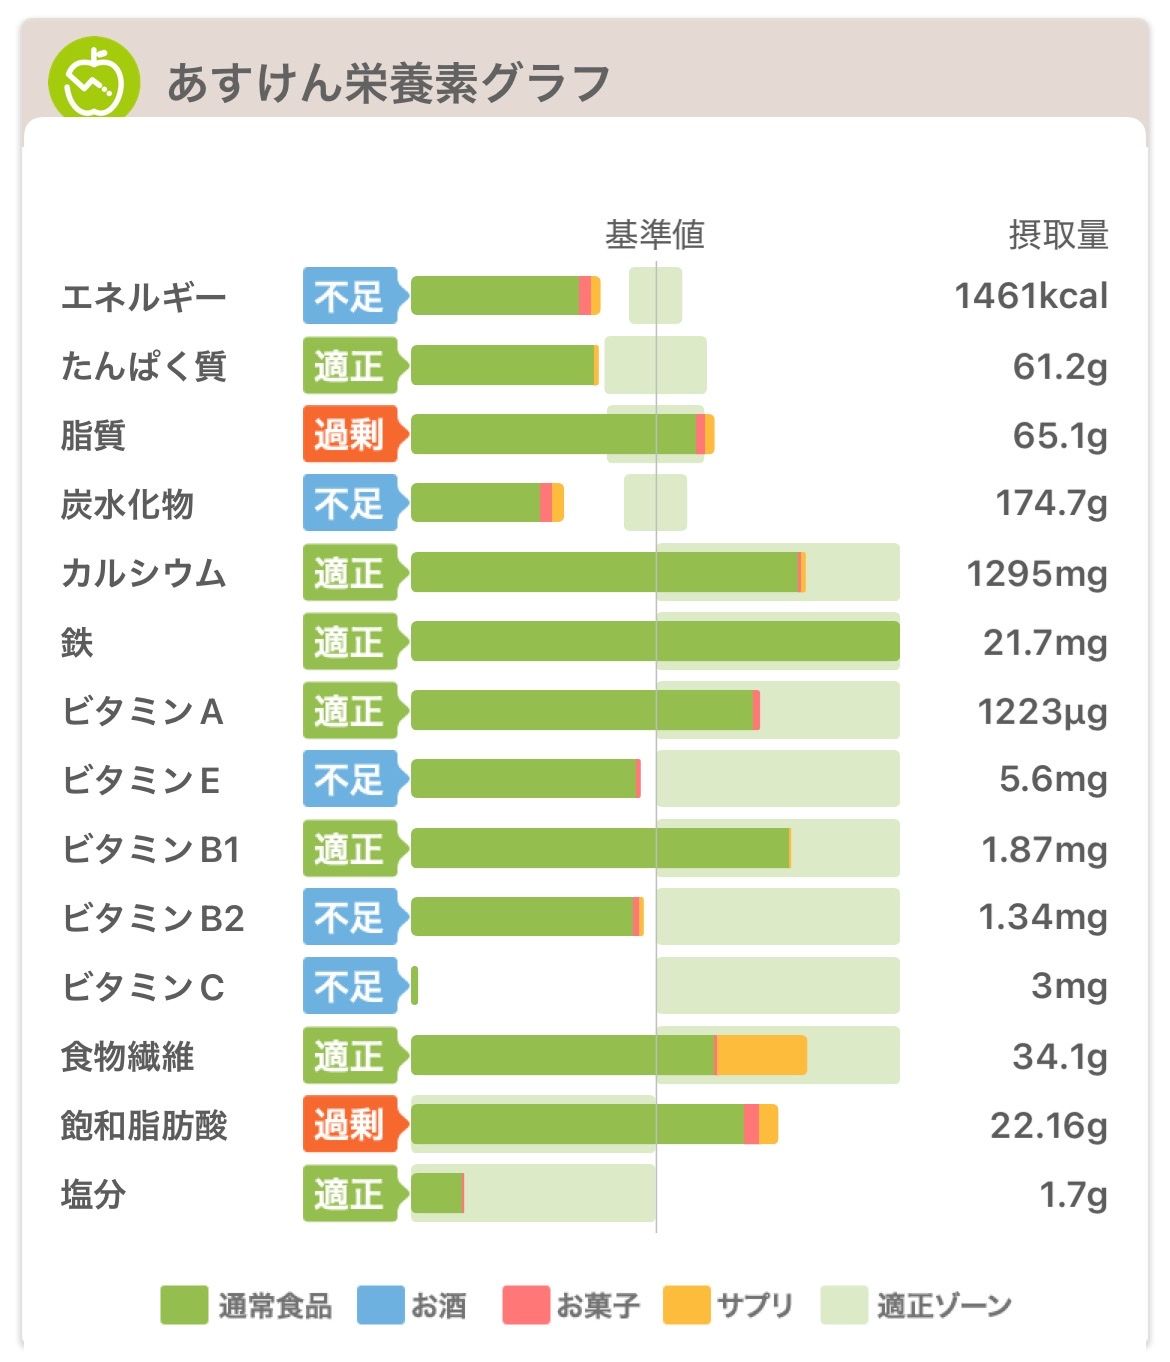 あすけん栄養素グラフ
基準値 摂取量
エネルギー 不足 1461kcal
たんぱく質 適正 61.2g
脂質 過剰 65.1g
炭水化物 不足 174.7g
カルシウム 適正 1295mg
鉄 適正 21.7mg
ビタミンA 適正 1223μg
ビタミンE 不足 5.6mg
ビタミンB1 適正 1.87mg
ビタミンB2 不足 1.34mg
ビタミンC 不足 3mg
食物繊維 適正 34.1g
飽和脂肪酸 過剰 22.16g
塩分 適正 1.7g
通常食品 お酒 お菓子 サプリ 適正ゾーン